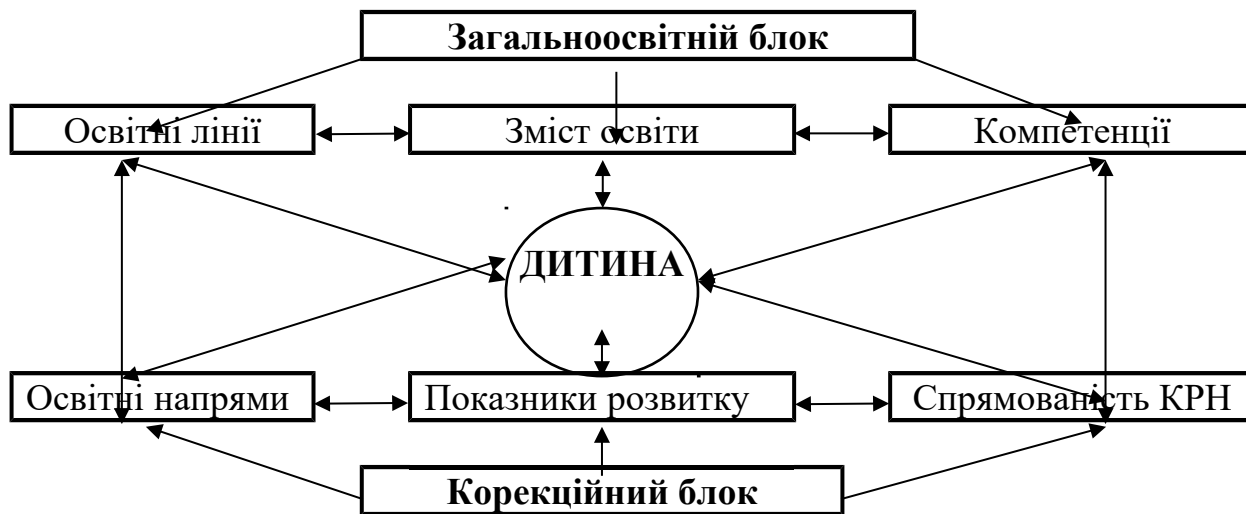 Загальноосвітній блок
Освітні лінії
Зміст освіти
Компетенції
ДИТИНА
Освітні напрями
Показники розвитку
Спрямованість КРН
Корекційний блок